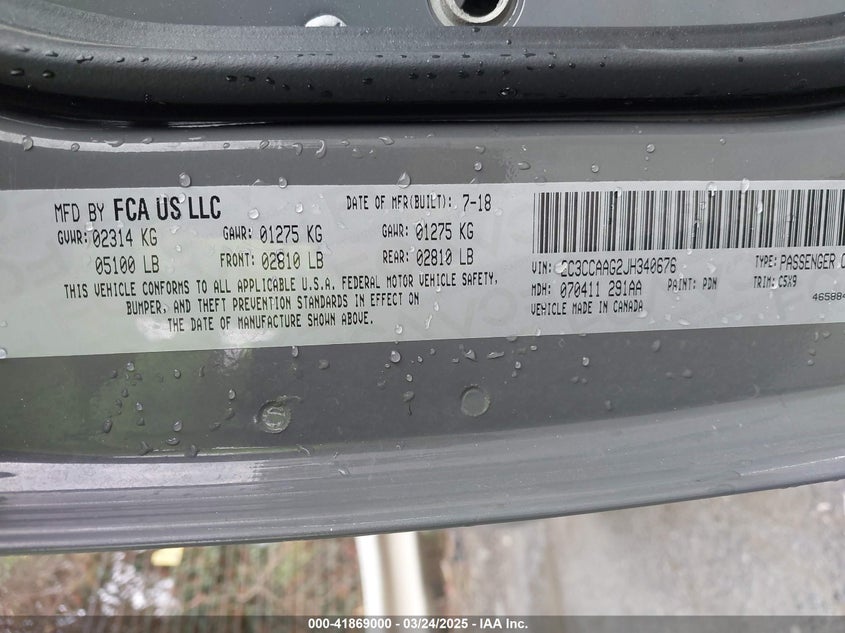 MFD BY FCA US LLC
DATE OF MFR(BUILT): 7-18
GVWR: 02314 KG GAWR: 01275 KG GAWR: 01275 KG
05100 LB FRONT: 02810 LB REAR: 02810 LB
THIS VEHICLE CONFORMS TO ALL APPLICABLE U.S.A. FEDERAL MOTOR VEHICLE SAFETY,
BUMPER, AND THEFT PREVENTION STANDARDS IN EFFECT ON
THE DATE OF MANUFACTURE SHOWN ABOVE.
VIN: 2C3CCAAG2JH340676 TYPE: PASSENGER C
MDH: 070411 291AA PAINT: PDN TRIM: C5X9
VEHICLE MADE IN CANADA
465884
000-41869000 - 03/24/2025 - IAA Inc.